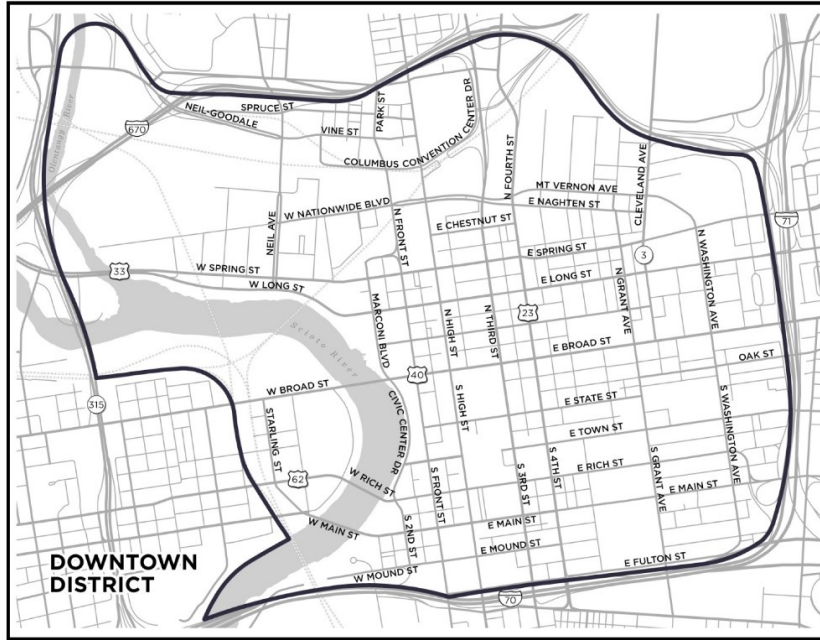 SPRUCE ST
NEIL-GOODALE
PARK ST
VINE ST
COLUMBUS CONVENTION CENTER DR
670
Olentangy River
N FOURTH ST
CLEVELAND AVE
MT VERNON AVE
E NAGHTEN ST
W NATIONWIDE BLVD
N FRONT ST
E CHESTNUT ST
NEIL AVE
71
E SPRING ST
3
N WASHINGTON AVE
33
W SPRING ST
W LONG ST
E LONG ST
N GRANT AVE
MARCONI BLVD
N HIGH ST
N THIRD ST
23
Scioto River
E BROAD ST
OAK ST
40
W BROAD ST
315
STARLING ST
CIVIC CENTER DR
S HIGH ST
E STATE ST
S WASHINGTON AVE
E TOWN ST
E RICH ST
62
W RICH ST
S FRONT ST
S 3RD ST
S 4TH ST
S GRANT AVE
E MAIN ST
W MAIN ST
S 2ND ST
E MAIN ST
E MOUND ST
E FULTON ST
W MOUND ST
70
DOWNTOWN
DISTRICT